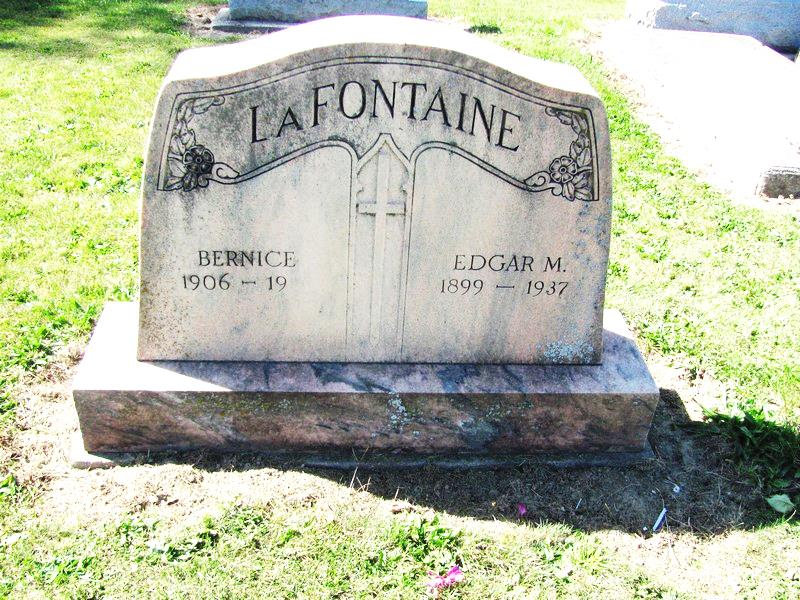 LAFONTAINE
BERNICE
1906 – 19
EDGAR M.
1899 – 1937